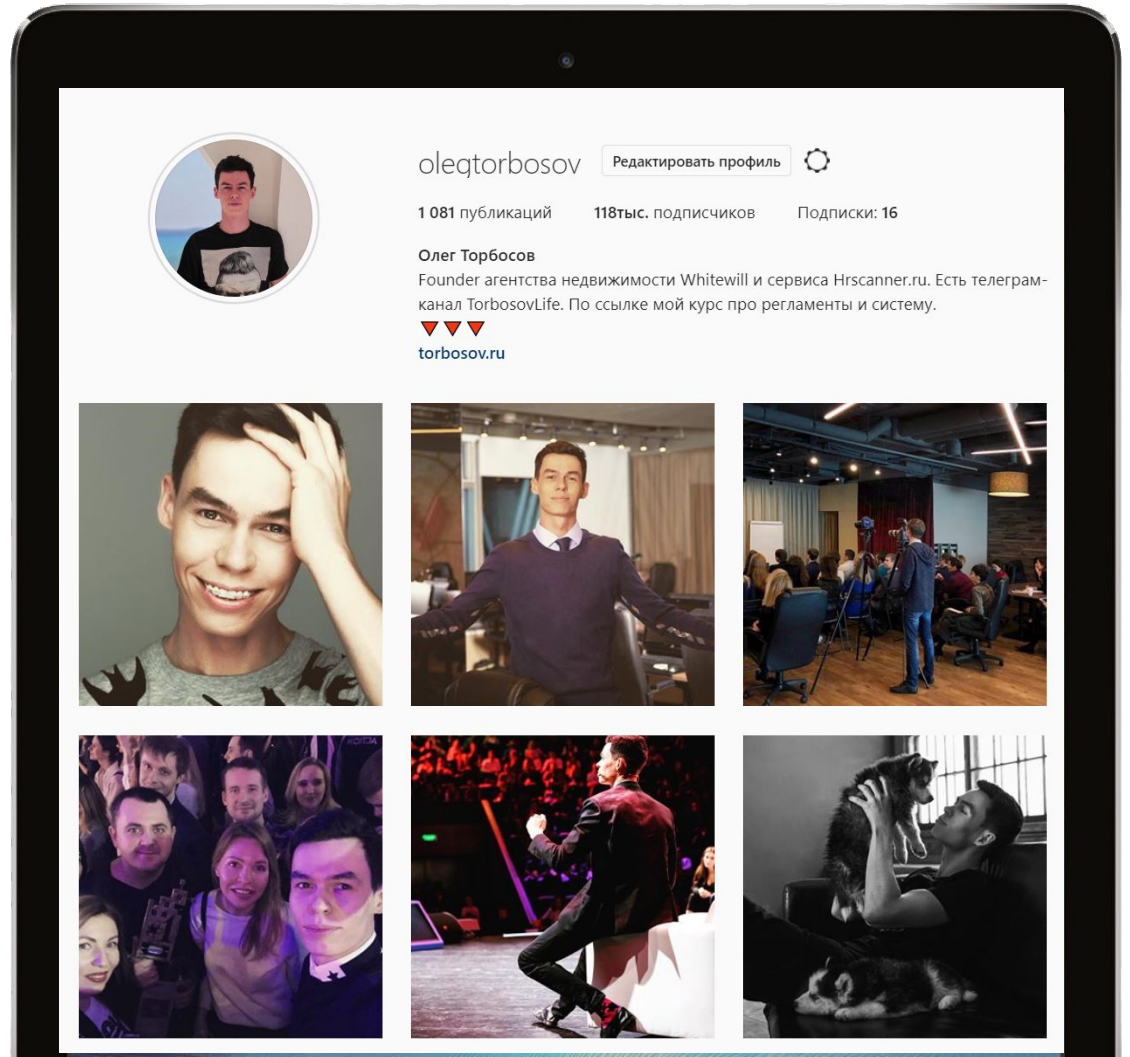 olegtorbosov Редактировать профиль
1 081 публикаций 118тыс. подписчиков Подписки: 16
Олег Торбосов
Founder агентства недвижимости Whitewill и сервиса Hrscanner.ru. Есть телеграм-
канал TorbosovLife. По ссылке мой курс про регламенты и систему.
torbosov.ru